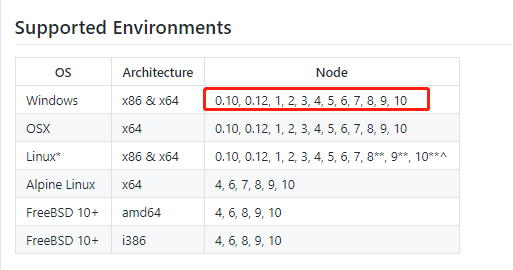 Supported Environments
OS Architecture Node
Windows x86 & x64 0.10, 0.12, 1, 2, 3, 4, 5, 6, 7, 8, 9, 10
OSX x64 0.10, 0.12, 1, 2, 3, 4, 5, 6, 7, 8, 9, 10
Linux* x86 & x64 0.10, 0.12, 1, 2, 3, 4, 5, 6, 7, 8**, 9**, 10**^
Alpine Linux x64 4, 6, 7, 8, 9, 10
FreeBSD 10+ amd64 4, 6, 8, 9, 10
FreeBSD 10+ i386 4, 6, 8, 9, 10